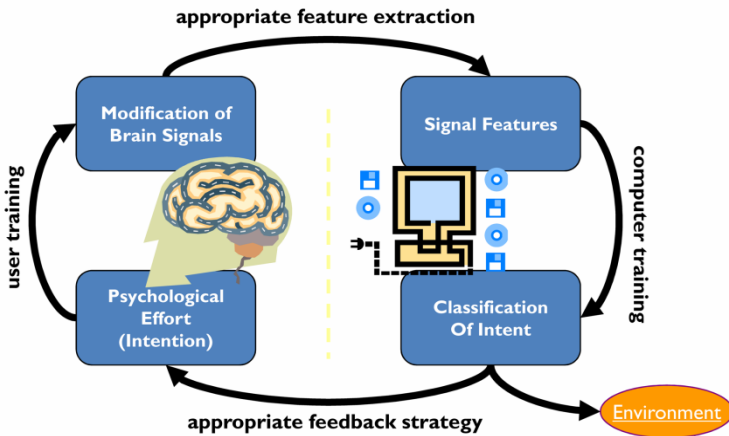 appropriate feature extraction
Modification of
Brain Signals
Signal Features
user training
computer training
Psychological
Effort
(Intention)
Classification
Of Intent
appropriate feedback strategy
Environment